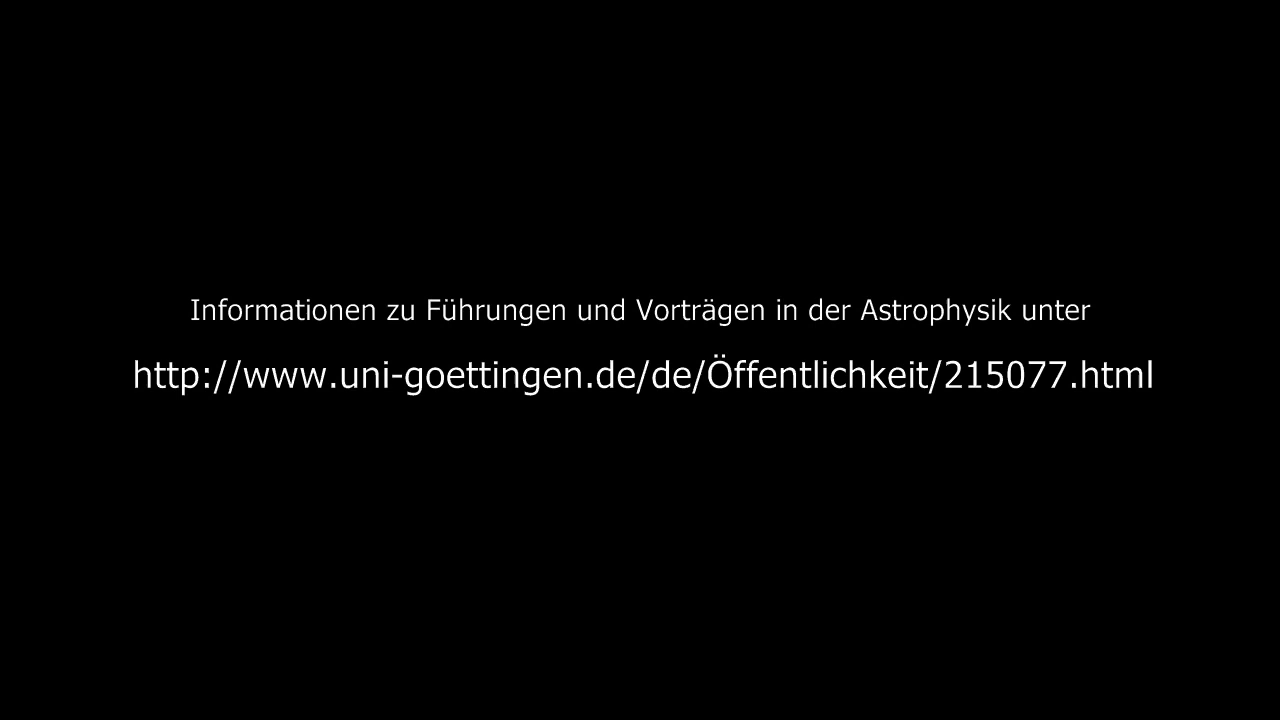 Informationen zu Führungen und Vorträgen in der Astrophysik unter
http://www.uni-goettingen.de/de/Öffentlichkeit/215077.html